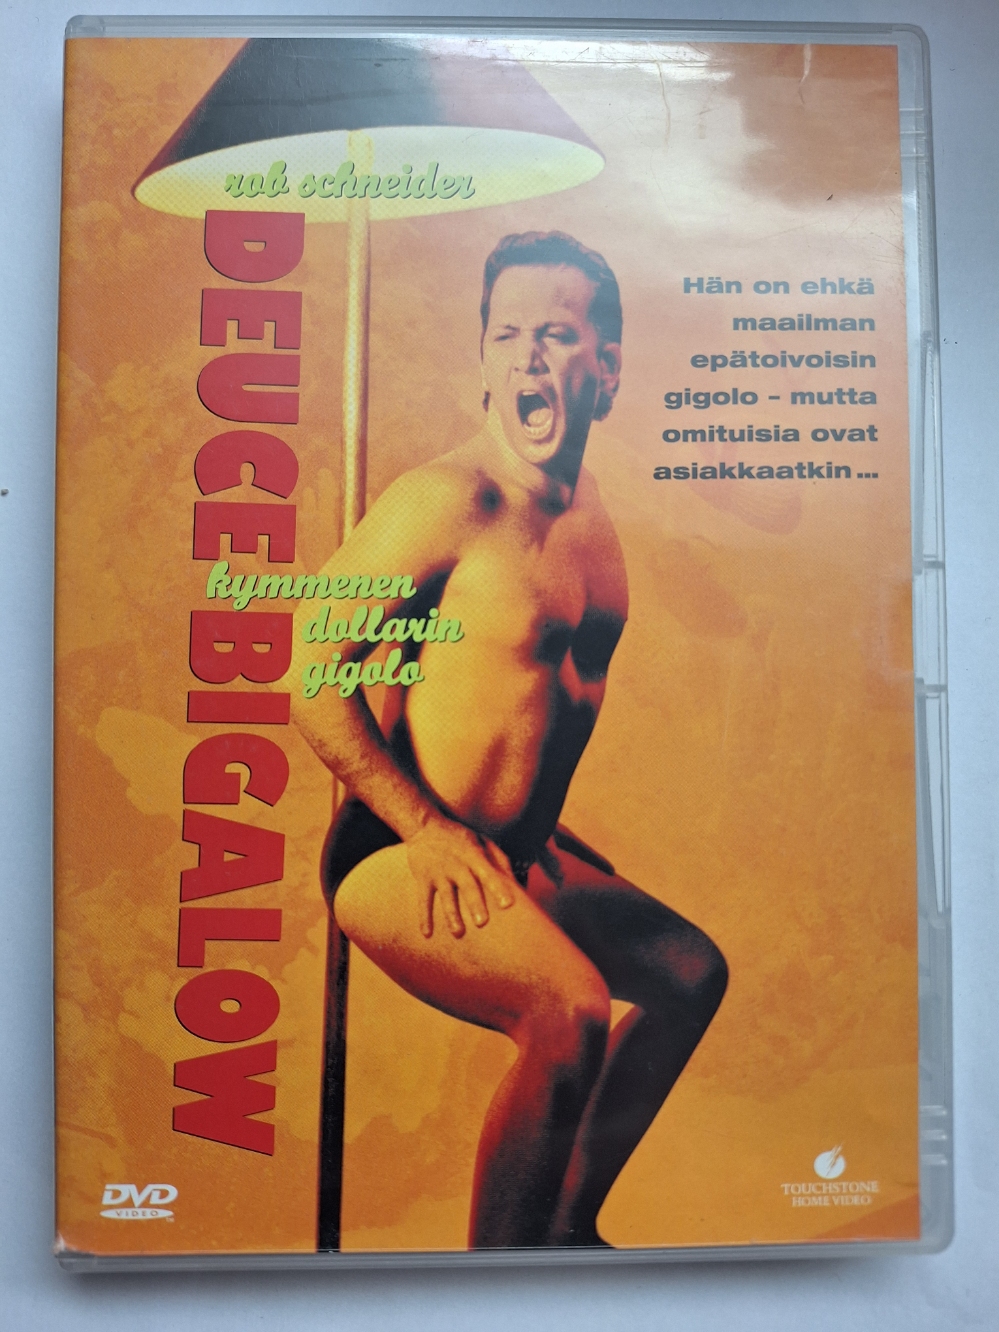 rob schneider
DEUCE BIGALOW
kymmenen
dollarin
gigolo
Hän on ehkä
maailman
epätoivoisin
gigolo – mutta
omituisia ovat
asiakkaatkin...
DVD
VIDEO
TOUCHSTONE
HOME VIDEO